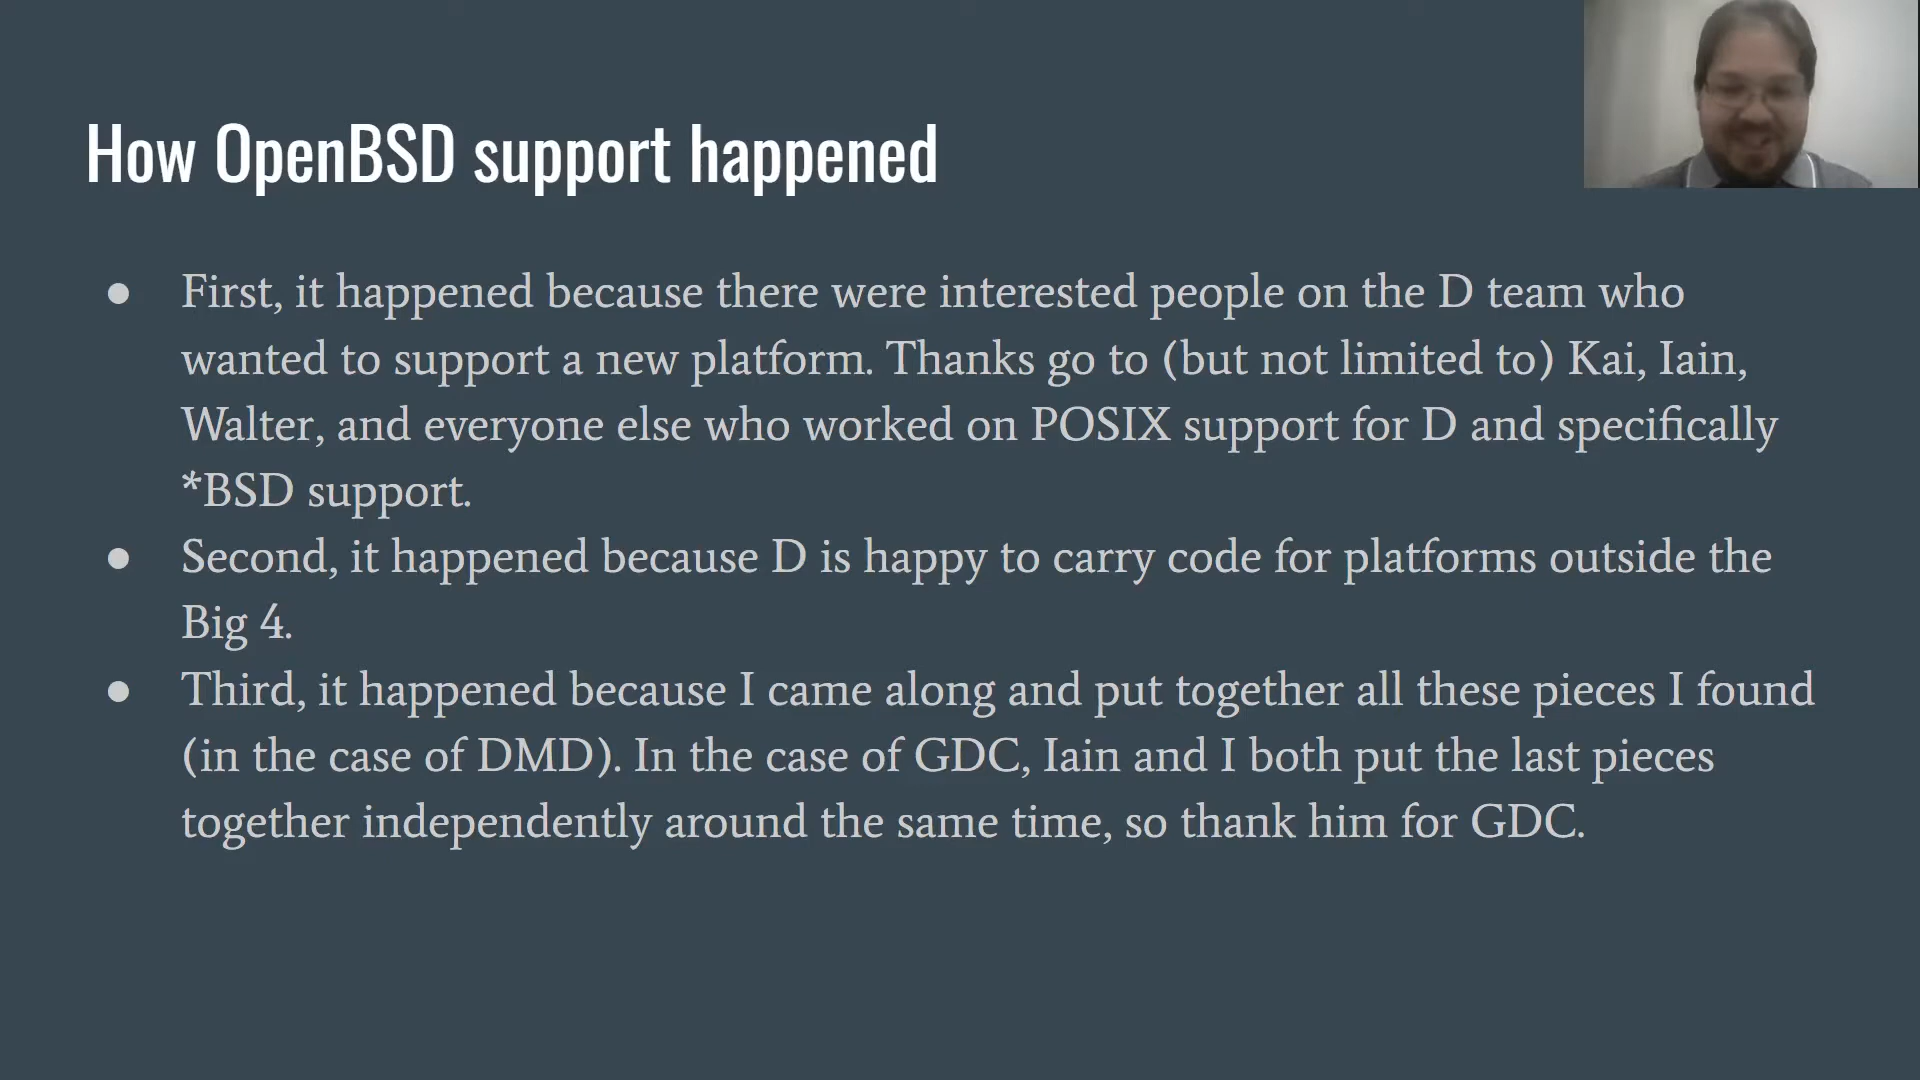 How OpenBSD support happened
● First, it happened because there were interested people on the D team who
wanted to support a new platform. Thanks go to (but not limited to) Kai, Iain,
Walter, and everyone else who worked on POSIX support for D and specifically
*BSD support.
● Second, it happened because D is happy to carry code for platforms outside the
Big 4.
● Third, it happened because I came along and put together all these pieces I found
(in the case of DMD). In the case of GDC, Iain and I both put the last pieces
together independently around the same time, so thank him for GDC.